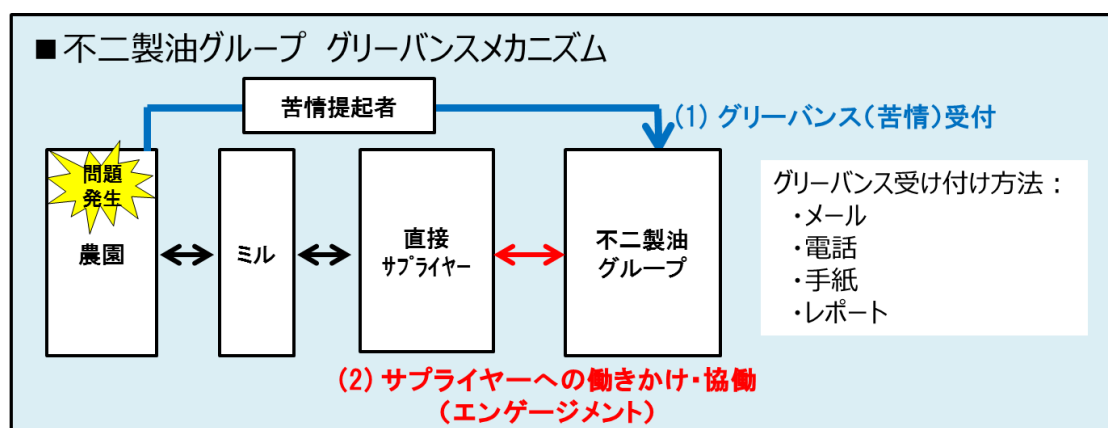 ■不二製油グループ グリーバンスメカニズム
苦情提起者
(1) グリーバンス(苦情)受付
問題
発生
農園
ミル
直接
ｻﾌﾟﾗｲﾔｰ
不二製油
グループ
グリーバンス受け付け方法：
・メール
・電話
・手紙
・レポート
(2) サプライヤーへの働きかけ・協働
（エンゲージメント）